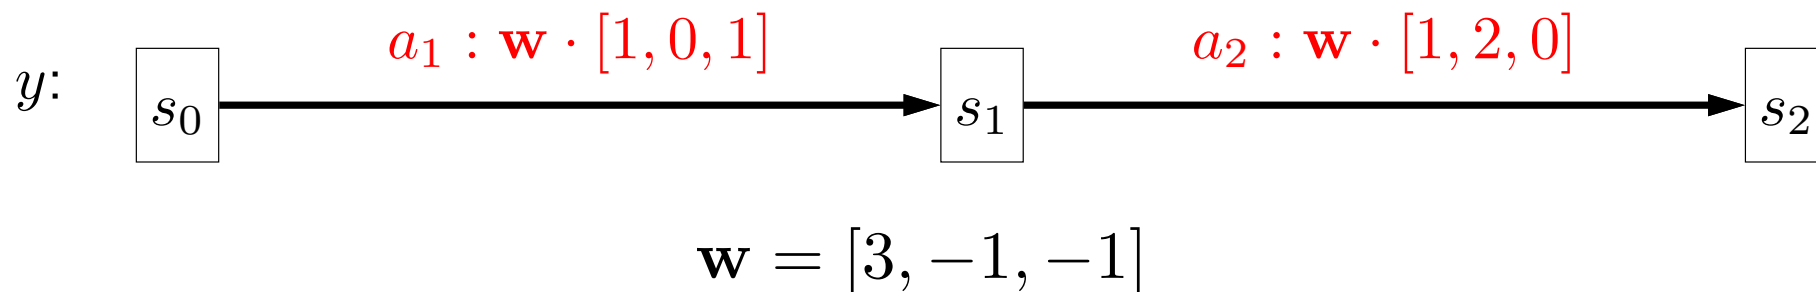 a₁ : w · [1, 0, 1] a₂ : w · [1, 2, 0]
y: s₀ s₁ s₂
w = [3, −1, −1]